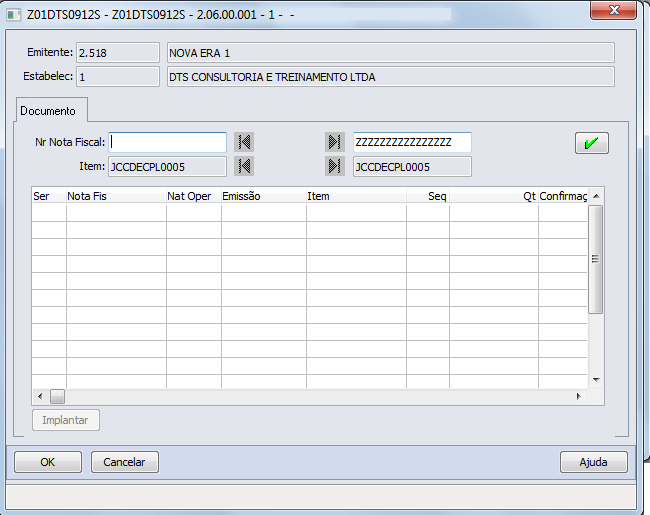 Z01DTS0912S - Z01DTS0912S - 2.06.00.001 - 1 - -
Emitente: 2.518 NOVA ERA 1
Estabelec: 1 DTS CONSULTORIA E TREINAMENTO LTDA
Documento
Nr Nota Fiscal: ZZZZZZZZZZZZZZZZ
Item: JCCDECPL0005 JCCDECPL0005
Ser Nota Fis Nat Oper Emissão Item Seq Qt Confirmaç
Implantar
OK Cancelar Ajuda